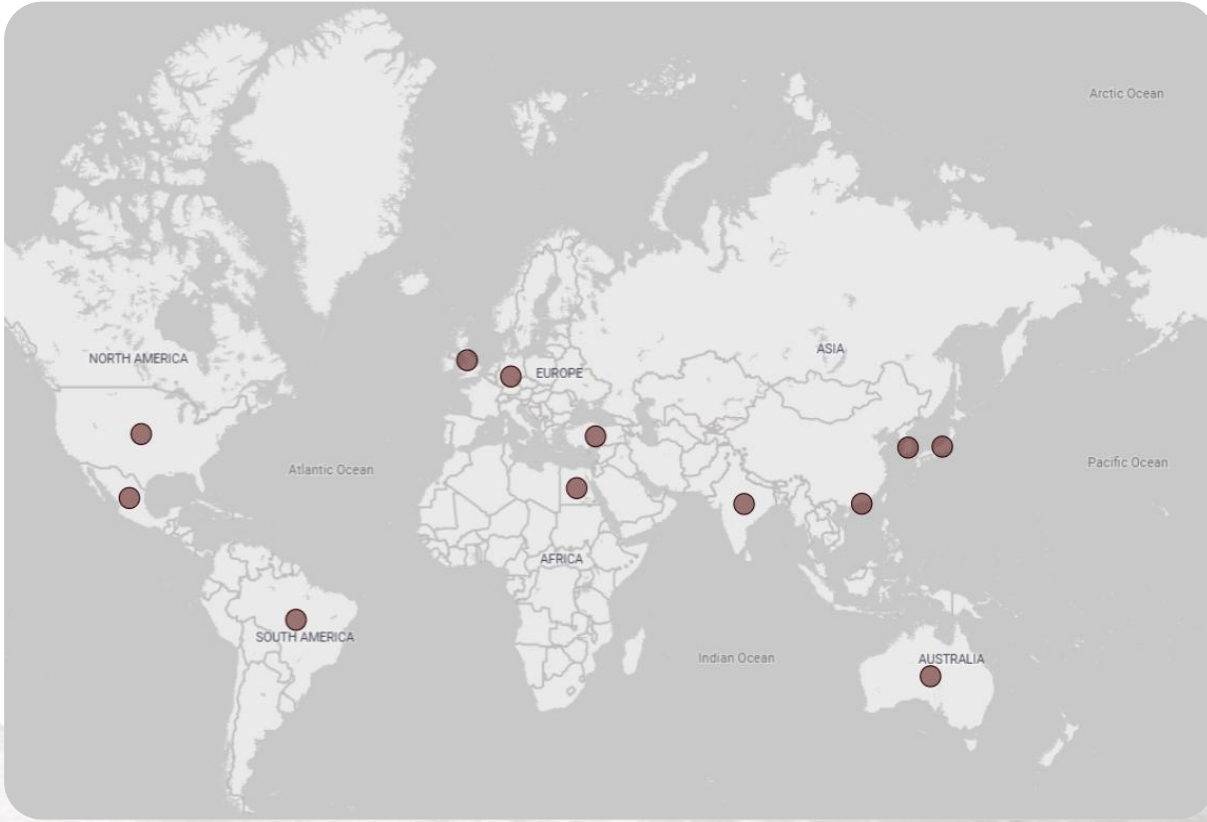 Arctic Ocean
ASIA
NORTH AMERICA
EUROPE
Atlantic Ocean
Pacific Ocean
AFRICA
SOUTH AMERICA
Indian Ocean
AUSTRALIA